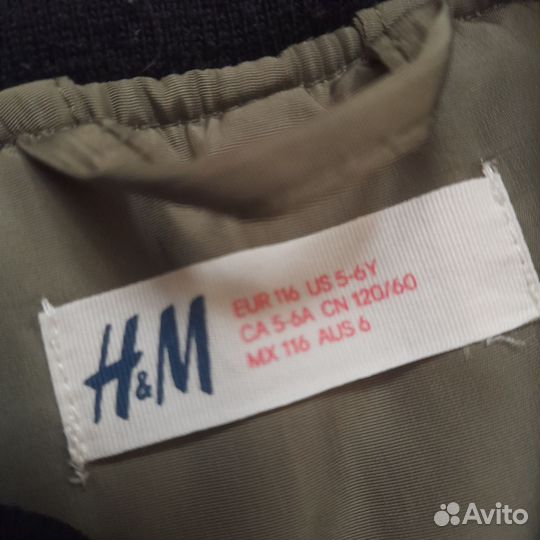 H&M
EUR 116 US 5-6Y
CA 5-6A CN 120/60
MX 116 AUS 6
Avito